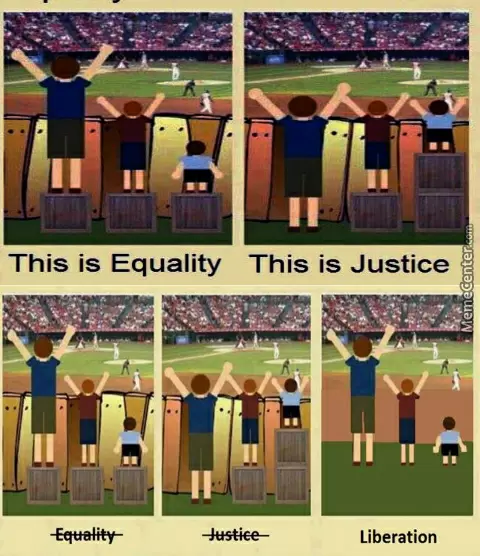 This is Equality
This is Justice
MemeCenter.com
Equality
Justice
Liberation